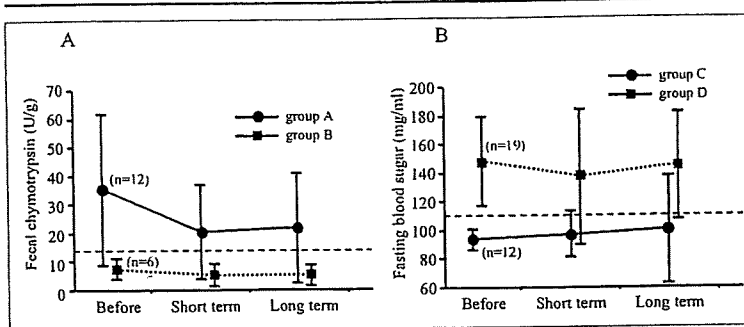 A
Fecal chymotrypsin (U/g)
70
60
50
40
30
20
10
0
group A
group B
(n=12)
(n=6)
Before Short term Long term
B
Fasting blood sugar (mg/ml)
200
180
160
140
120
100
80
60
group C
group D
(n=19)
(n=12)
Before Short term Long term